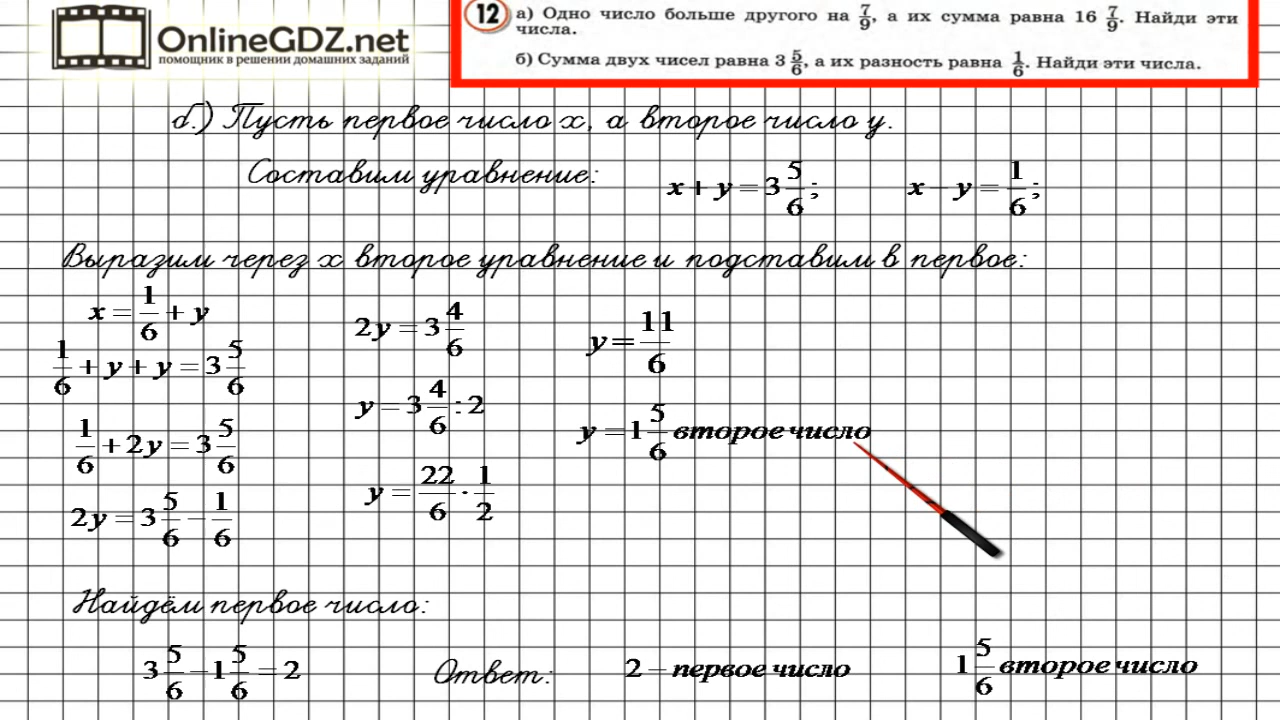 OnlineGDZ.net
помощник в решении домашних заданий
12 а) Одно число больше другого на 7/9, а их сумма равна 16 7/9. Найди эти
числа.
б) Сумма двух чисел равна 3 5/6, а их разность равна 1/6. Найди эти числа.
б.) Пусть первое число x, а второе число y.
Составим уравнение: x + y = 3 5/6; x − y = 1/6;
Выразим через x второе уравнение и подставим в первое:
x = 1/6 + y
1/6 + y + y = 3 5/6
1/6 + 2y = 3 5/6
2y = 3 5/6 − 1/6
2y = 3 4/6
y = 3 4/6 : 2
y = 22/6 · 1/2
y = 11/6
y = 1 5/6 второе число
Найдём первое число:
3 5/6 − 1 5/6 = 2
Ответ: 2 − первое число 1 5/6 второе число